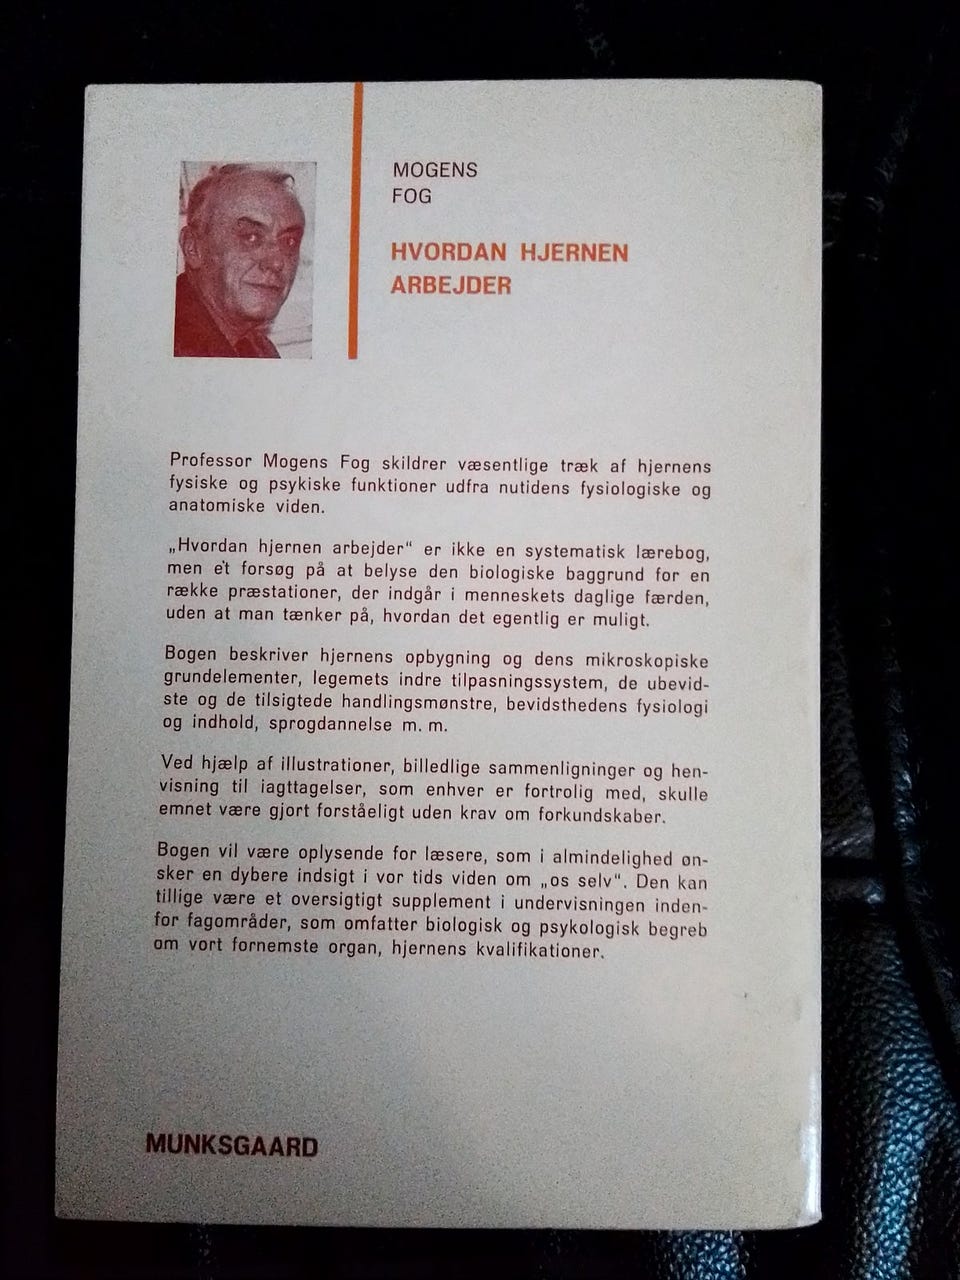 MOGENS
FOG
HVORDAN HJERNEN
ARBEJDER
Professor Mogens Fog skildrer væsentlige træk af hjernens
fysiske og psykiske funktioner udfra nutidens fysiologiske og
anatomiske viden.
„Hvordan hjernen arbejder“ er ikke en systematisk lærebog,
men et forsøg på at belyse den biologiske baggrund for en
række præstationer, der indgår i menneskets daglige færden,
uden at man tænker på, hvordan det egentlig er muligt.
Bogen beskriver hjernens opbygning og dens mikroskopiske
grundelementer, legemets indre tilpasningssystem, de ubevid-
ste og de tilsigtede handlingsmønstre, bevidsthedens fysiologi
og indhold, sprogdannelse m. m.
Ved hjælp af illustrationer, billedlige sammenligninger og hen-
visning til iagttagelser, som enhver er fortrolig med, skulle
emnet være gjort forståeligt uden krav om forkundskaber.
Bogen vil være oplysende for læsere, som i almindelighed øn-
sker en dybere indsigt i vor tids viden om „os selv“. Den kan
tillige være et oversigtigt supplement i undervisningen inden-
for fagområder, som omfatter biologisk og psykologisk begreb
om vort fornemste organ, hjernens kvalifikationer.
MUNKSGAARD